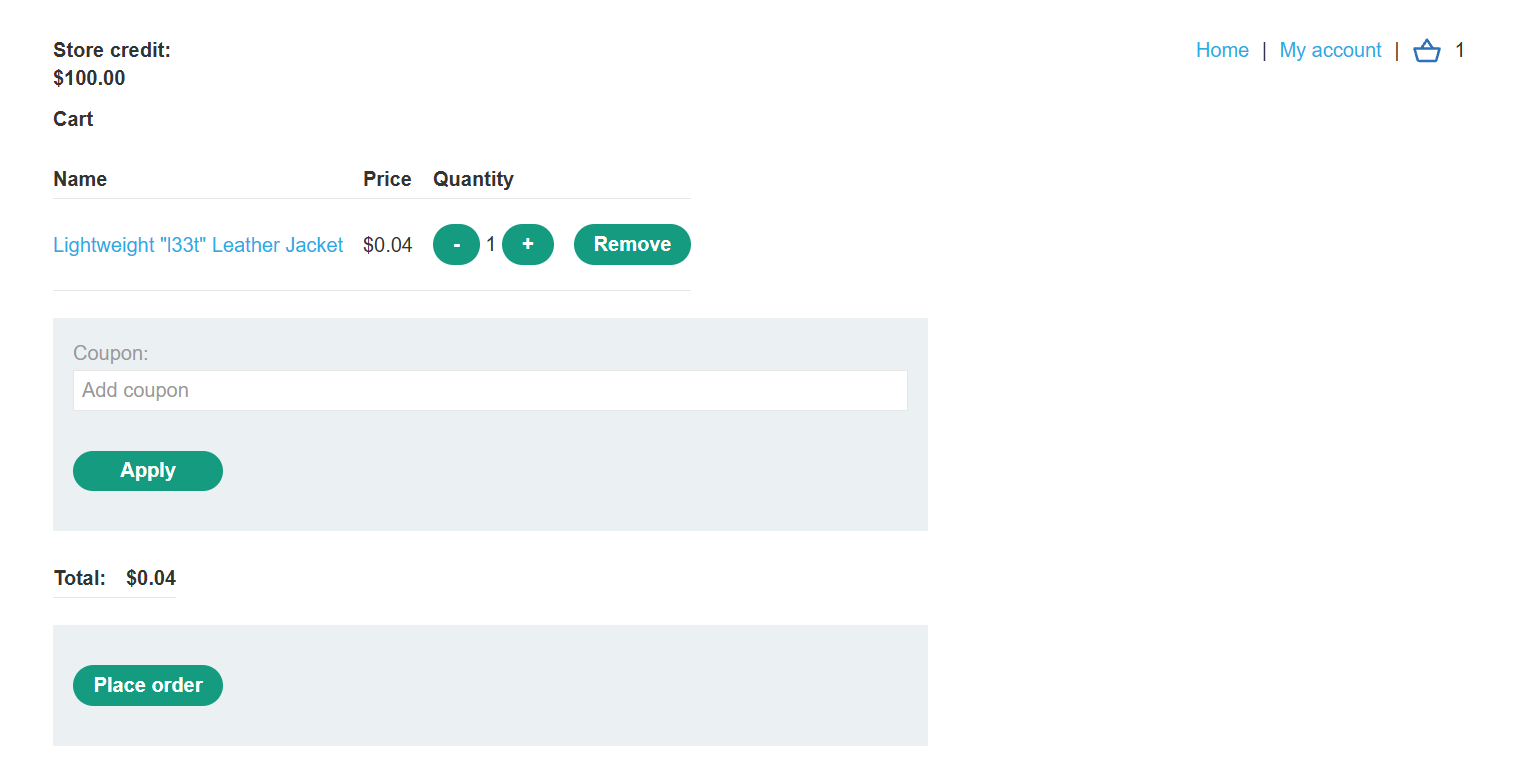 Store credit:
$100.00
Home | My account | 1
Cart
Name Price Quantity
Lightweight "l33t" Leather Jacket $0.04 - 1 + Remove
Coupon:
Add coupon
Apply
Total: $0.04
Place order